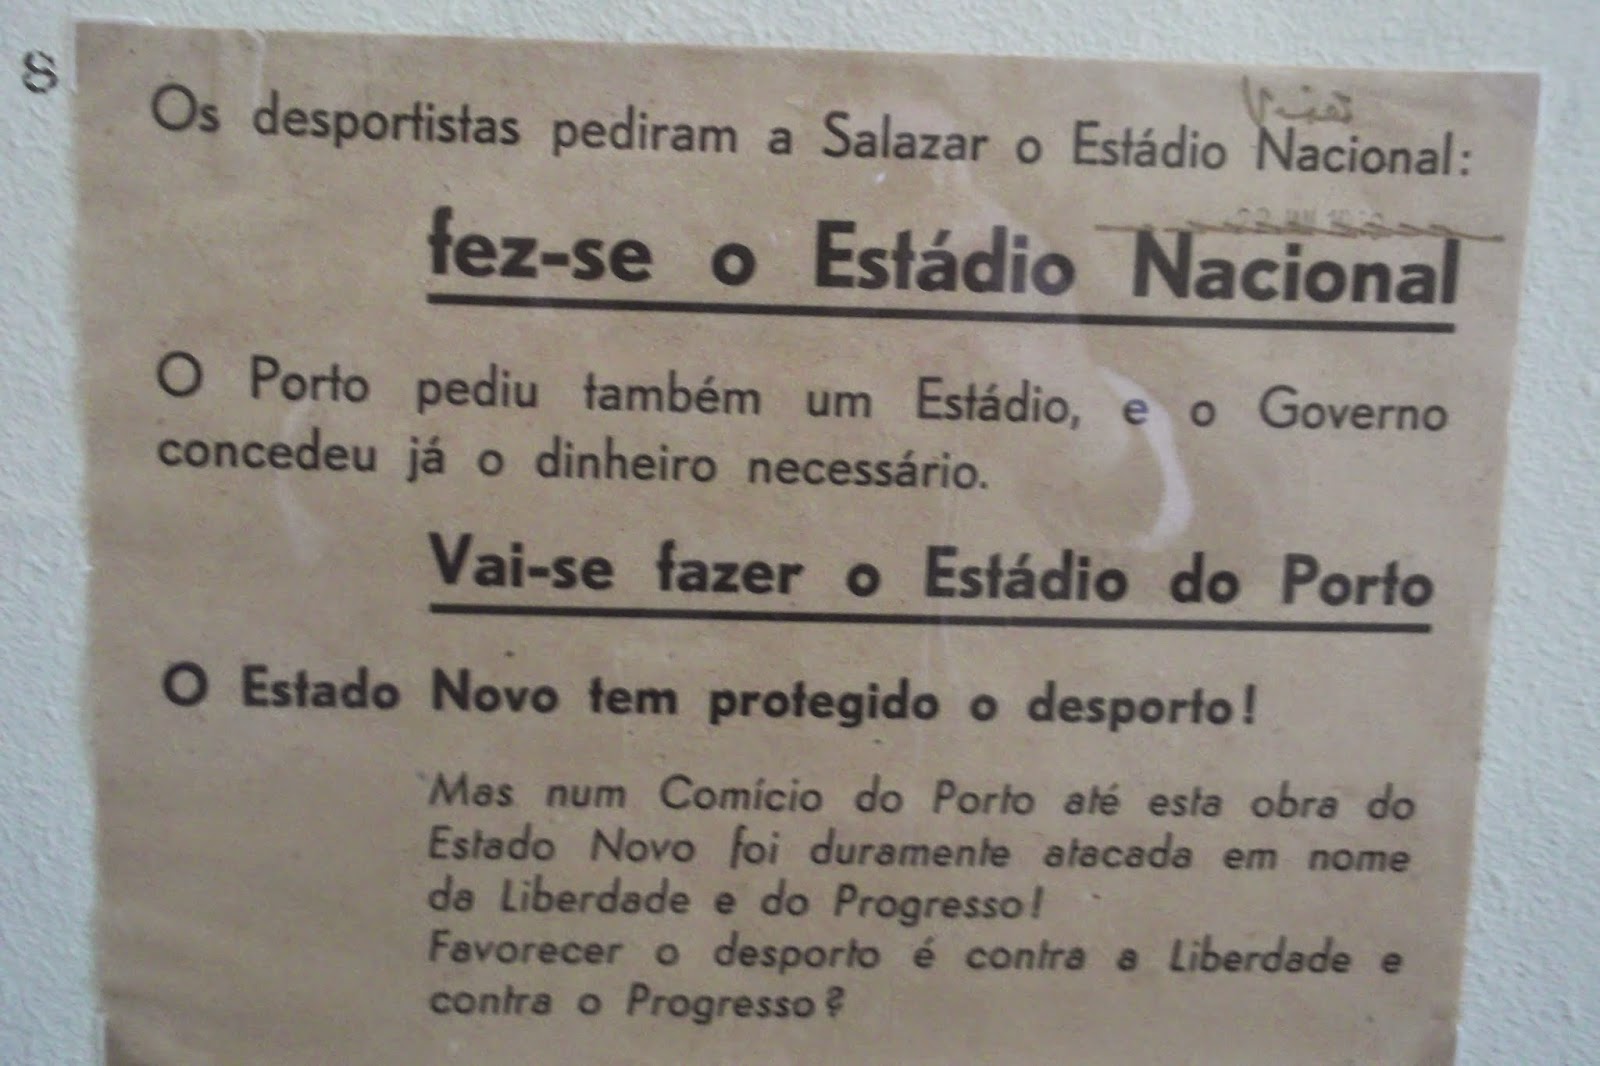 8
Os desportistas pediram a Salazar o Estádio Nacional:
fez-se o Estádio Nacional
O Porto pediu também um Estádio, e o Governo
concedeu já o dinheiro necessário.
Vai-se fazer o Estádio do Porto
O Estado Novo tem protegido o desporto!
Mas num Comício do Porto até esta obra do
Estado Novo foi duramente atacada em nome
da Liberdade e do Progresso!
Favorecer o desporto é contra a Liberdade e
contra o Progresso?